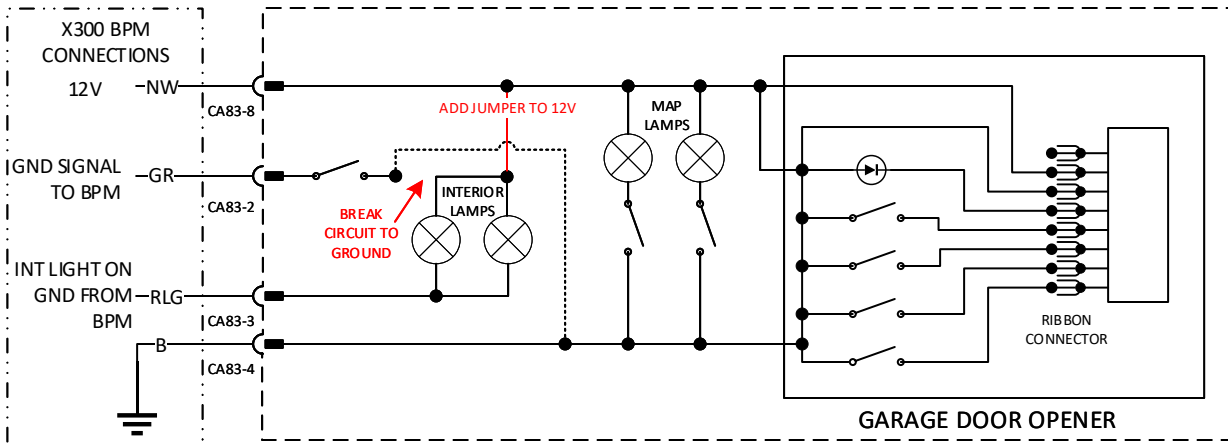 X300 BPM
CONNECTIONS
12V
NW
CA83-8
ADD JUMPER TO 12V
MAP
LAMPS
GND SIGNAL
TO BPM
GR
CA83-2
BREAK
CIRCUIT TO
GROUND
INTERIOR
LAMPS
INT LIGHT ON
GND FROM
BPM
RLG
CA83-3
B
CA83-4
RIBBON
CONNECTOR
GARAGE DOOR OPENER